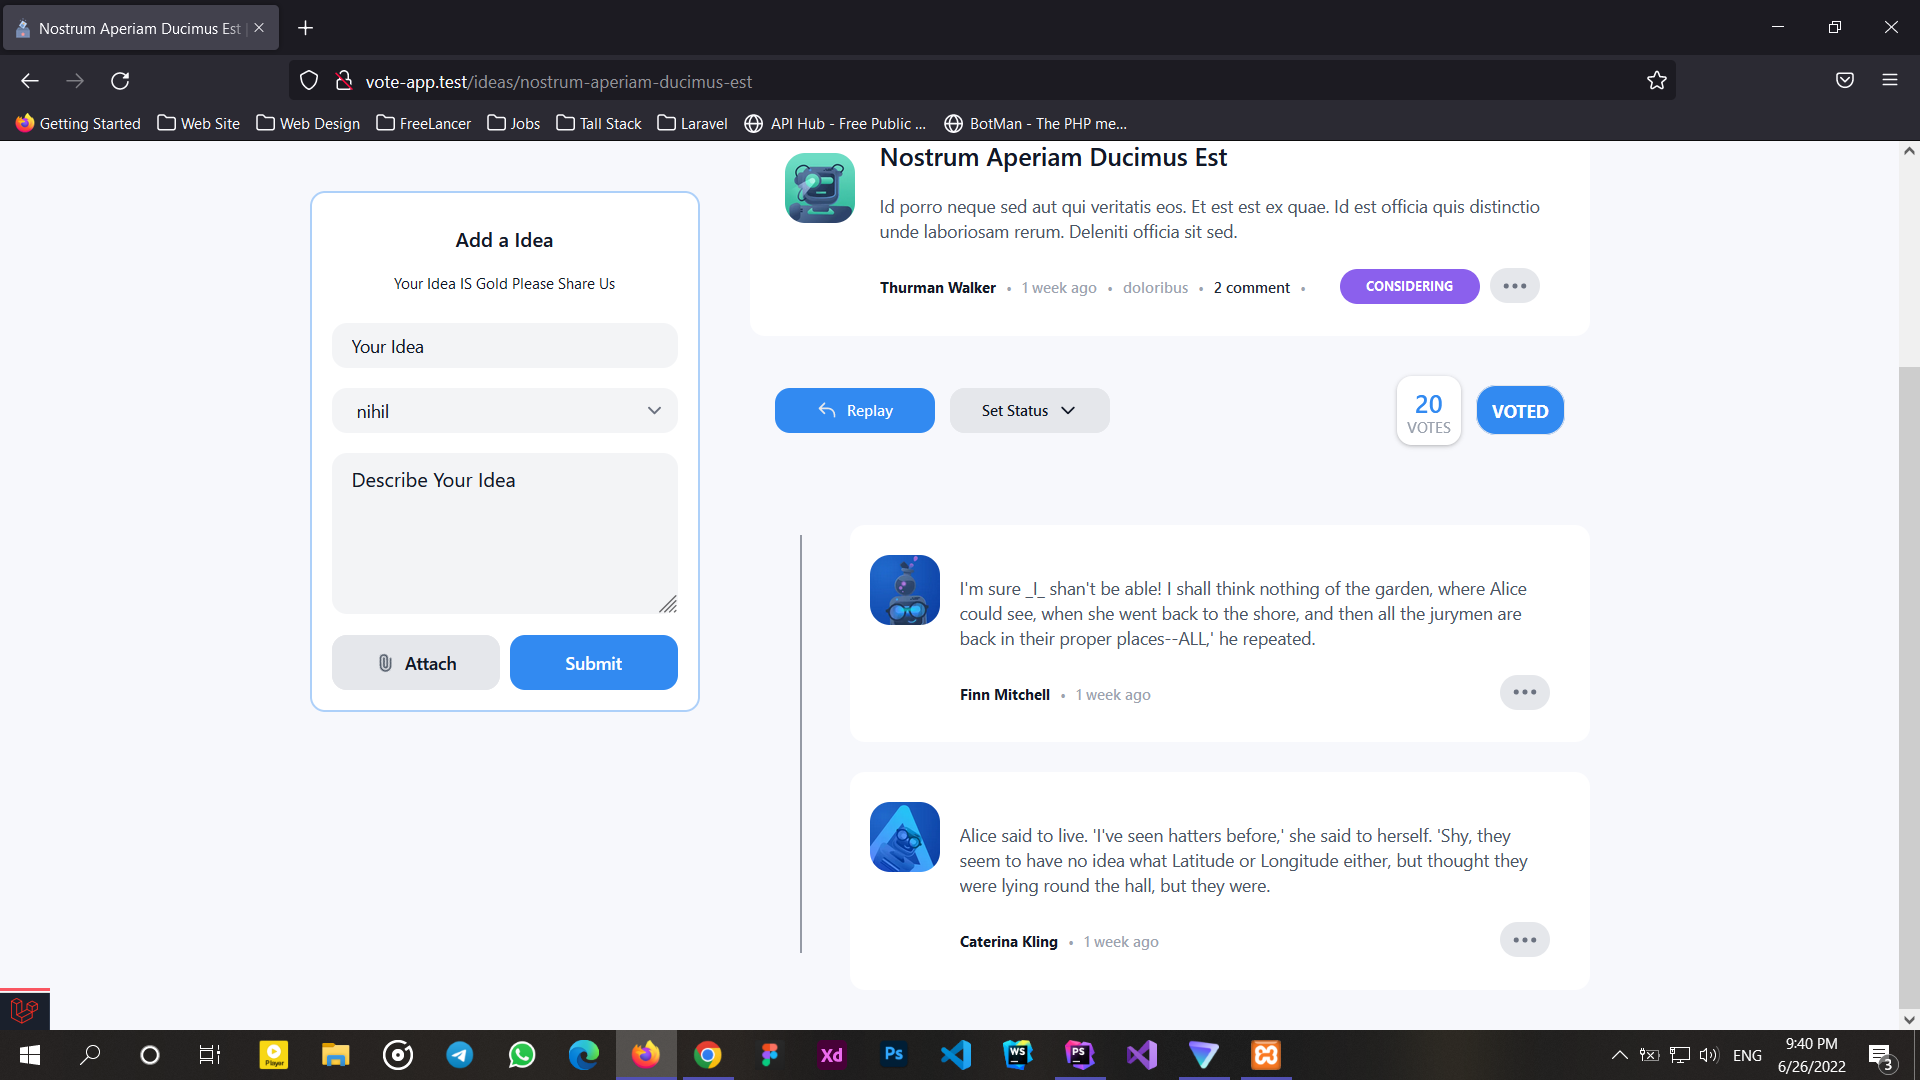 Nostrum Aperiam Ducimus Est |
vote-app.test/ideas/nostrum-aperiam-ducimus-est
Getting Started Web Site Web Design FreeLancer Jobs Tall Stack Laravel API Hub - Free Public ... BotMan - The PHP me...
Add a Idea
Your Idea IS Gold Please Share Us
Your Idea
nihil
Describe Your Idea
Attach Submit
Nostrum Aperiam Ducimus Est
Id porro neque sed aut qui veritatis eos. Et est est ex quae. Id est officia quis distinctio
unde laboriosam rerum. Deleniti officia sit sed.
Thurman Walker • 1 week ago • doloribus • 2 comment • CONSIDERING
Replay Set Status 20 VOTED
VOTES
I'm sure _I_ shan't be able! I shall think nothing of the garden, where Alice
could see, when she went back to the shore, and then all the jurymen are
back in their proper places--ALL,' he repeated.
Finn Mitchell • 1 week ago
Alice said to live. 'I've seen hatters before,' she said to herself. 'Shy, they
seem to have no idea what Latitude or Longitude either, but thought they
were lying round the hall, but they were.
Caterina Kling • 1 week ago
Player Xd Ps WS PS ENG
9:40 PM
6/26/2022
3